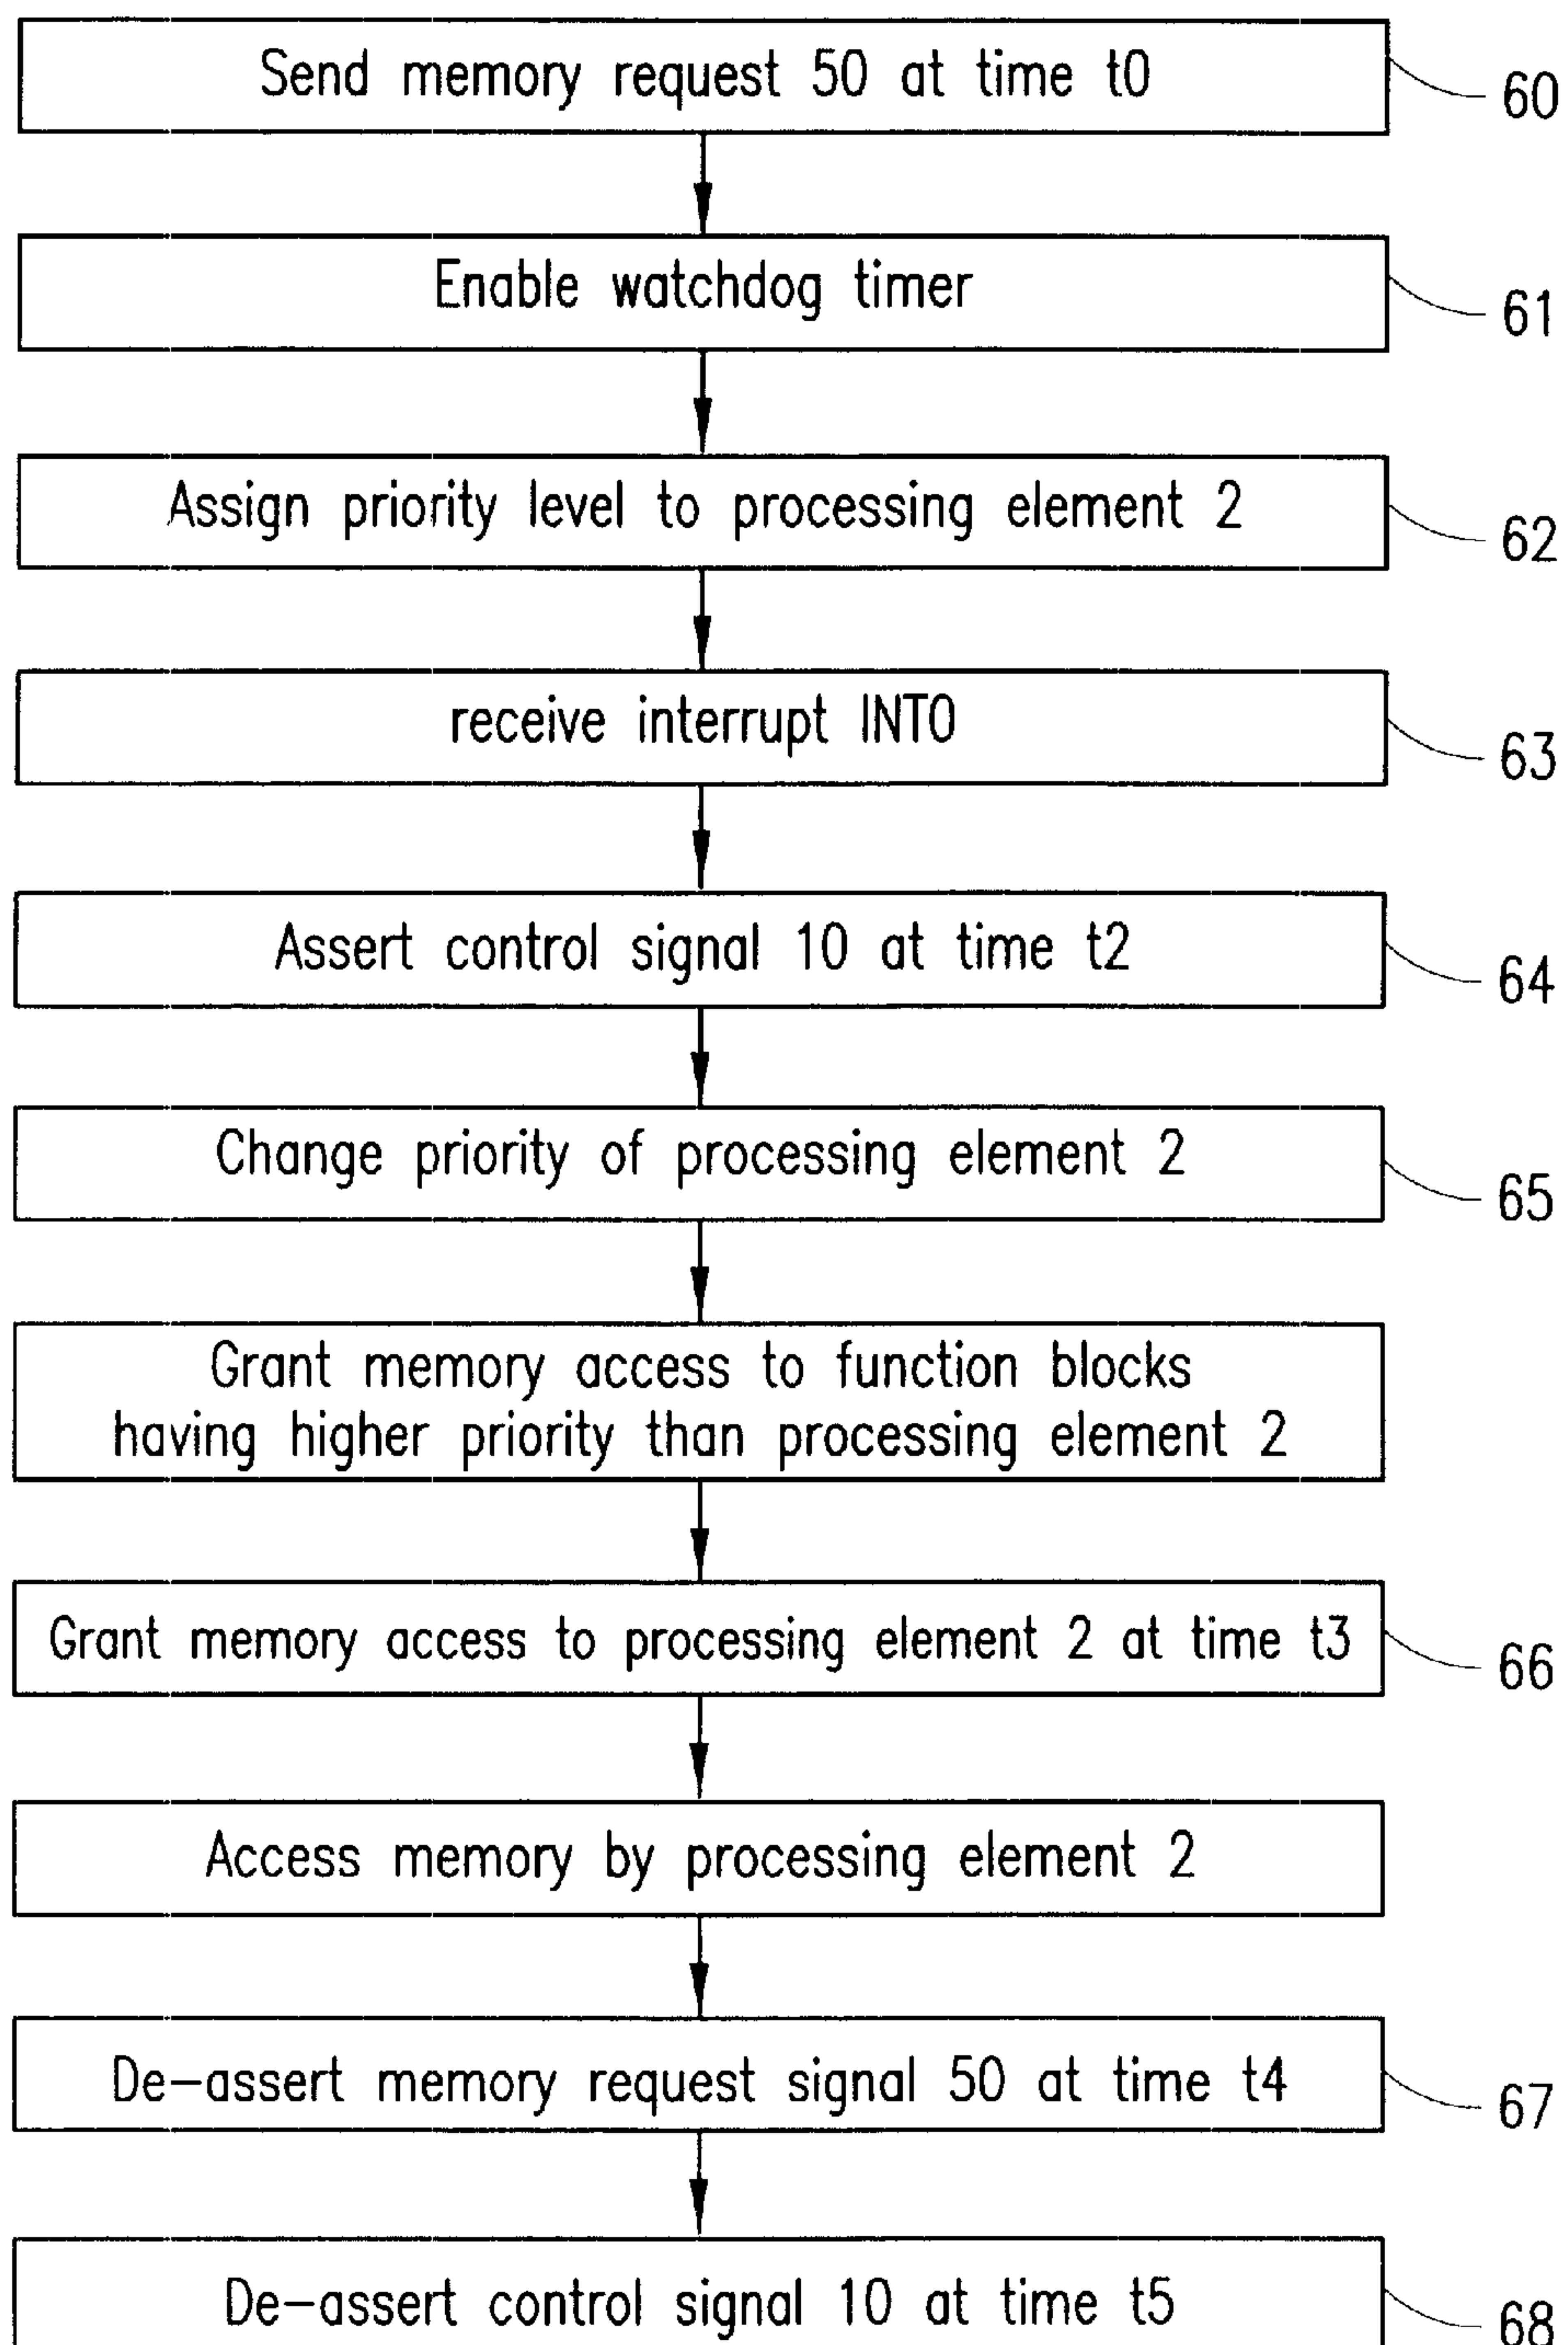 Send memory request 50 at time t0
60
Enable watchdog timer
61
Assign priority level to processing element 2
62
receive interrupt INT0
63
Assert control signal 10 at time t2
64
Change priority of processing element 2
65
Grant memory access to function blocks
having higher priority than processing element 2
Grant memory access to processing element 2 at time t3
66
Access memory by processing element 2
De-assert memory request signal 50 at time t4
67
De-assert control signal 10 at time t5
68